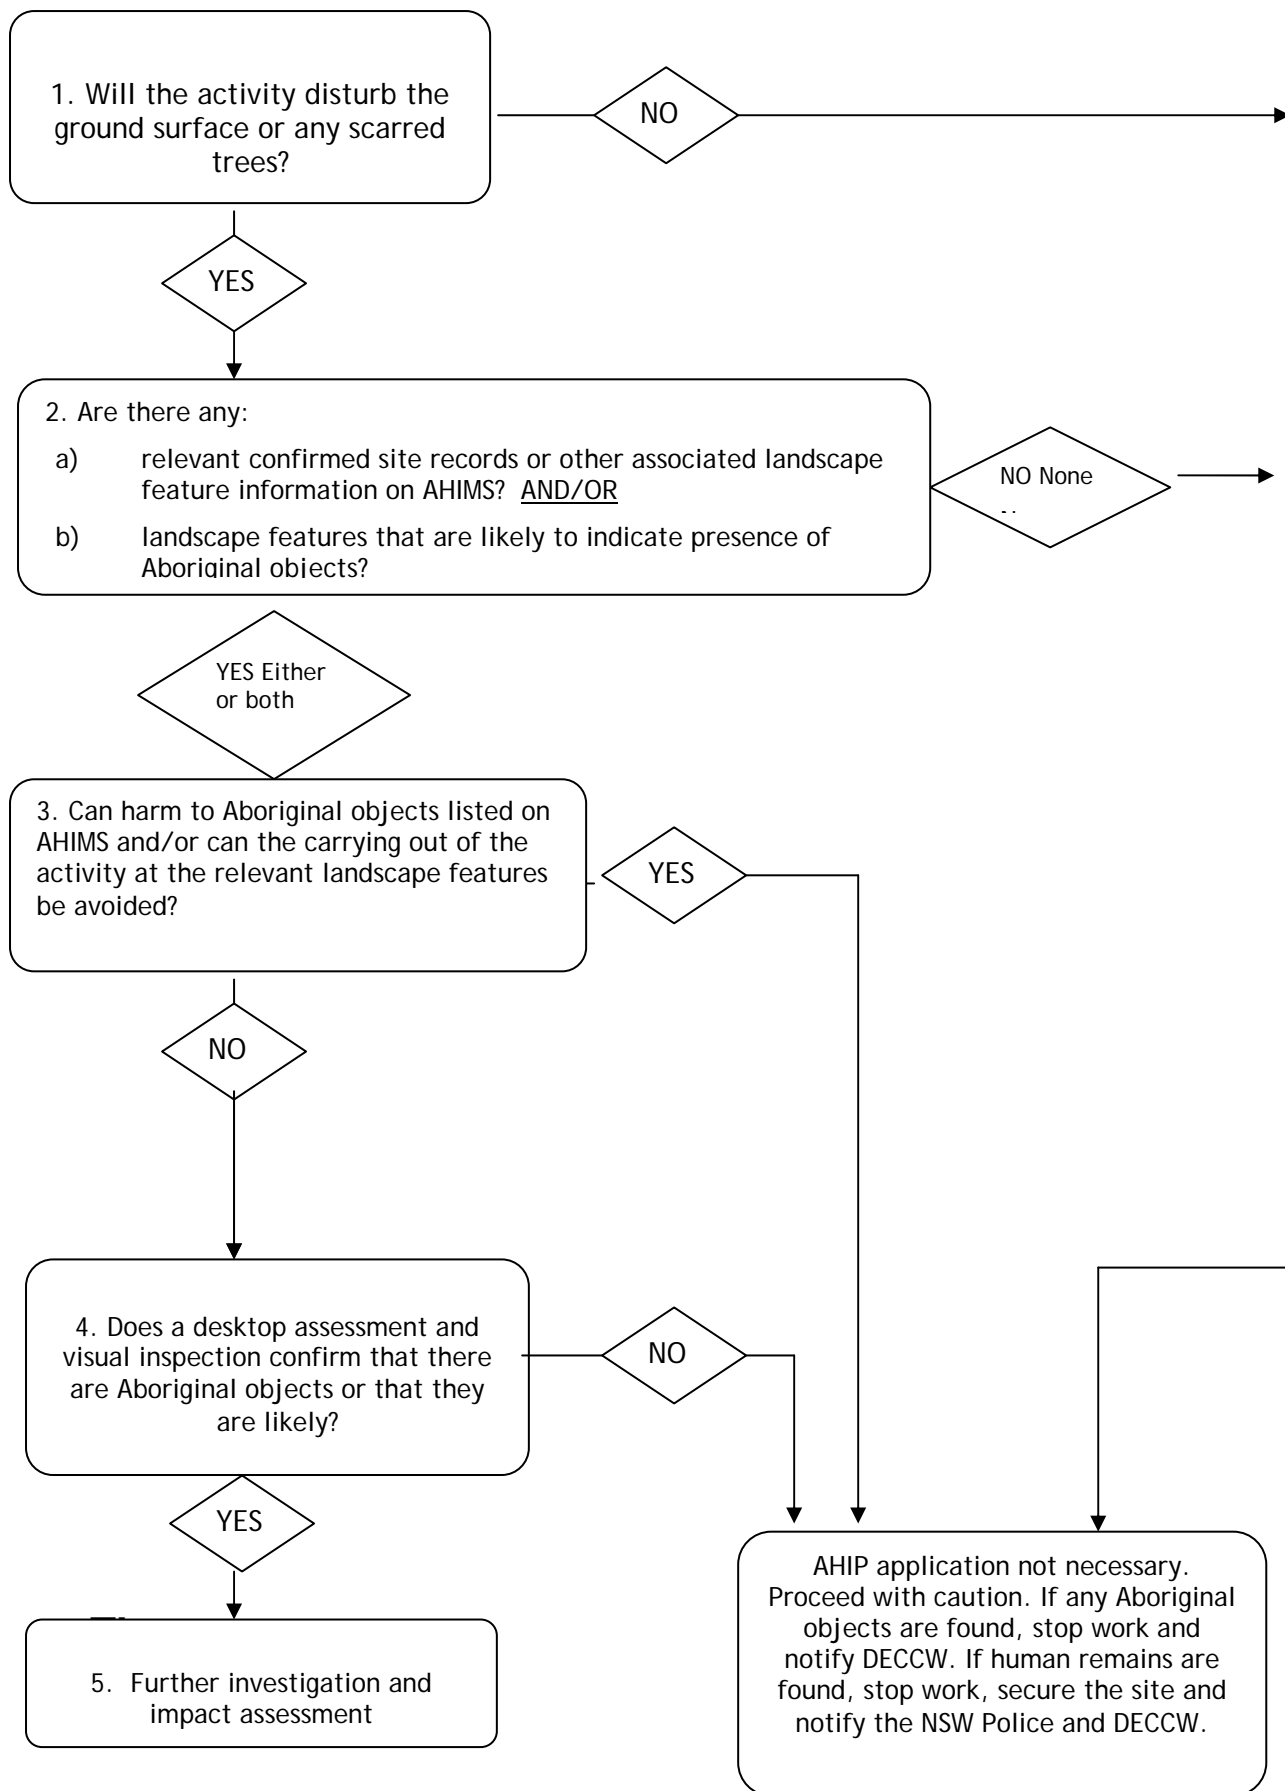 1. Will the activity disturb the
ground surface or any scarred
trees?
NO
YES
2. Are there any:
a) relevant confirmed site records or other associated landscape
feature information on AHIMS? AND/OR
b) landscape features that are likely to indicate presence of
Aboriginal objects?
NO None
YES Either
or both
3. Can harm to Aboriginal objects listed on
AHIMS and/or can the carrying out of the
activity at the relevant landscape features
be avoided?
YES
NO
4. Does a desktop assessment and
visual inspection confirm that there
are Aboriginal objects or that they
are likely?
NO
YES
5. Further investigation and
impact assessment
AHIP application not necessary.
Proceed with caution. If any Aboriginal
objects are found, stop work and
notify DECCW. If human remains are
found, stop work, secure the site and
notify the NSW Police and DECCW.